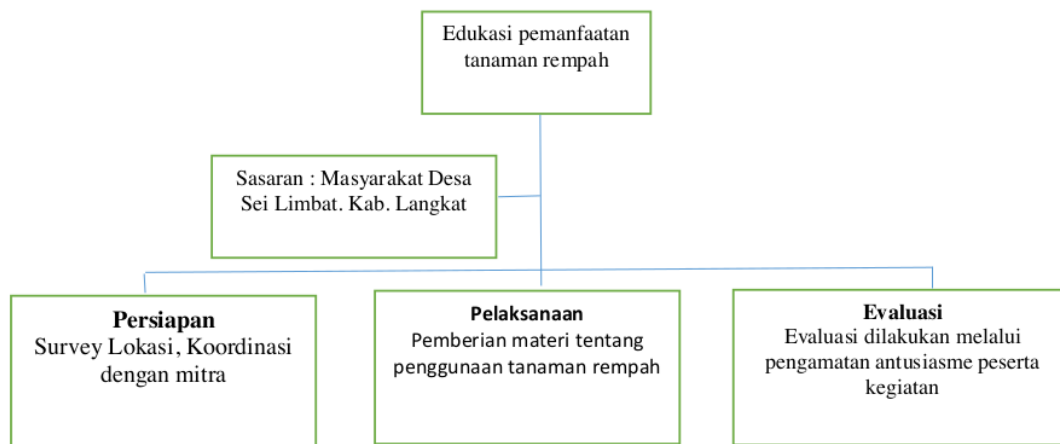 Edukasi pemanfaatan
tanaman rempah
Sasaran : Masyarakat Desa
Sei Limbat. Kab. Langkat
Persiapan
Survey Lokasi, Koordinasi
dengan mitra
Pelaksanaan
Pemberian materi tentang
penggunaan tanaman rempah
Evaluasi
Evaluasi dilakukan melalui
pengamatan antusiasme peserta
kegiatan